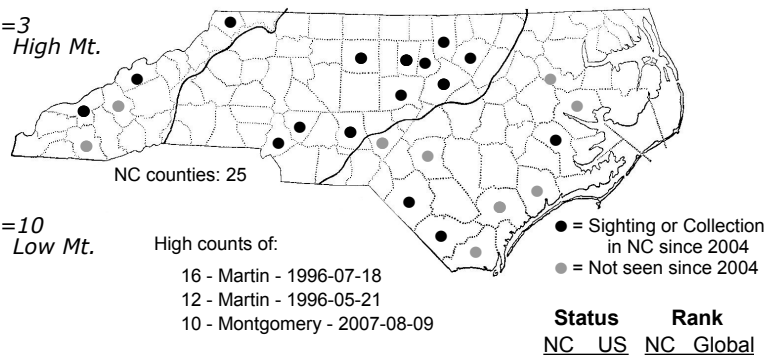 =3
High Mt.
NC counties: 25
=10
Low Mt.
High counts of:
16 - Martin - 1996-07-18
12 - Martin - 1996-05-21
10 - Montgomery - 2007-08-09
● = Sighting or Collection
in NC since 2004
● = Not seen since 2004
Status Rank
NC US NC Global